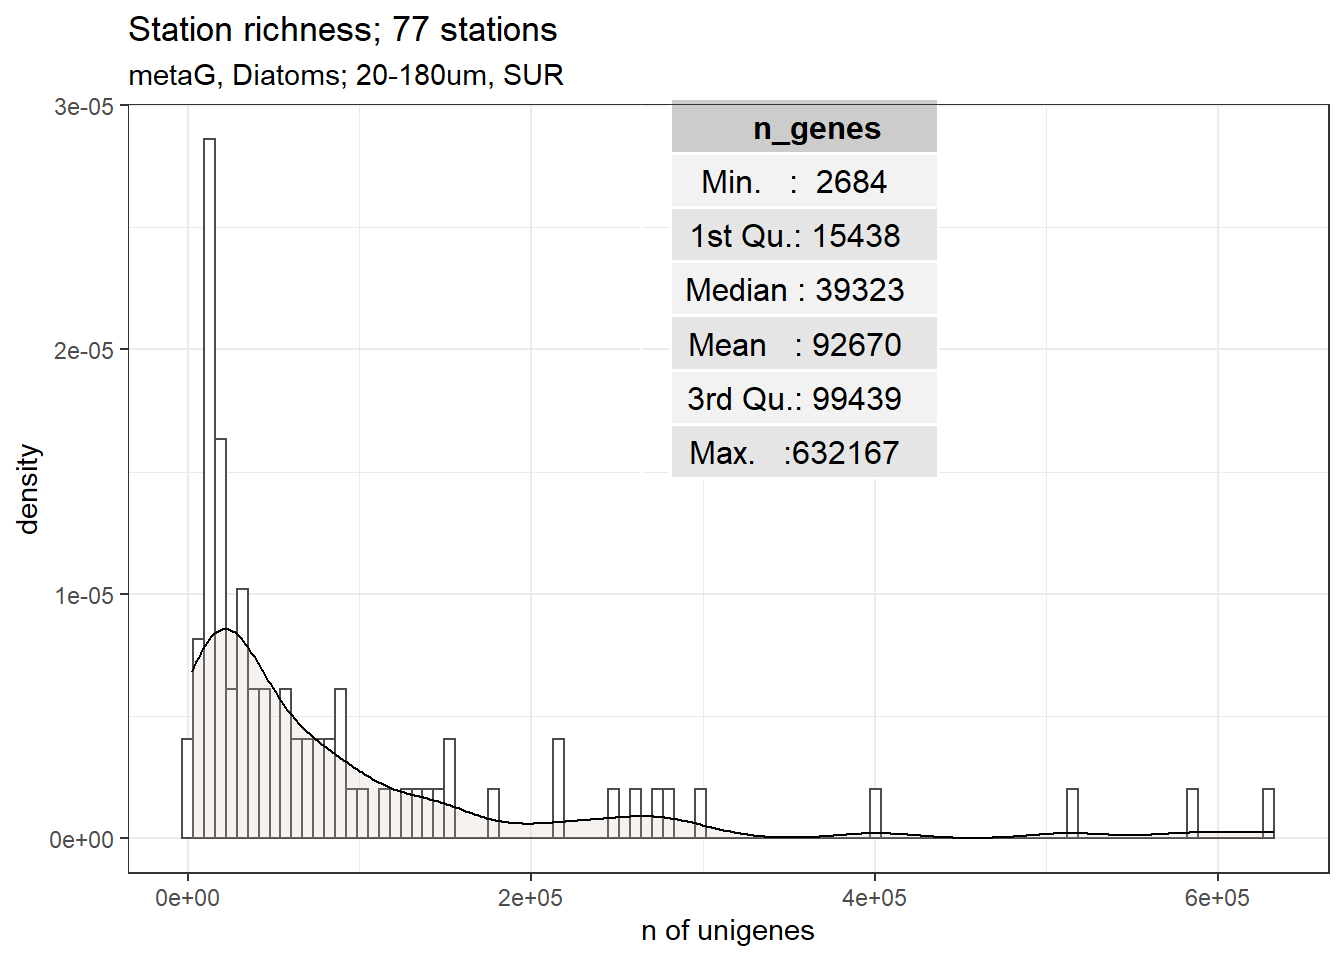 Station richness; 77 stations
metaG, Diatoms; 20-180um, SUR
n_genes
Min. : 2684
1st Qu.: 15438
Median : 39323
Mean : 92670
3rd Qu.: 99439
Max. :632167
3e-05
2e-05
1e-05
0e+00
density
0e+00 2e+05 4e+05 6e+05
n of unigenes